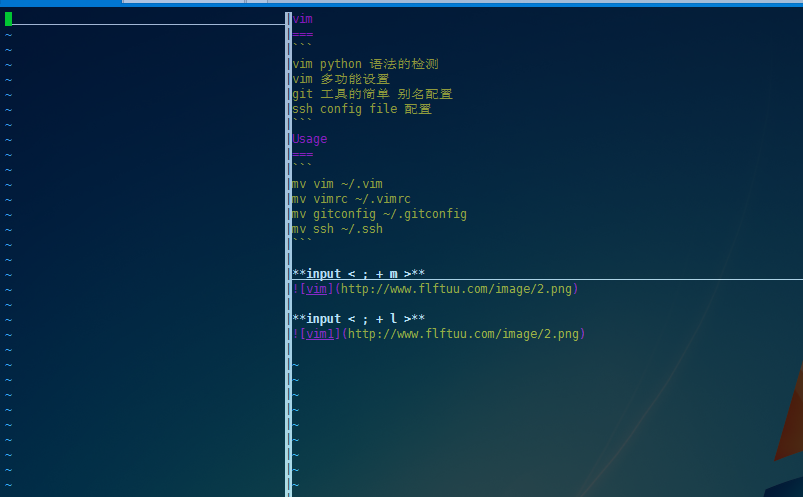 vim
===
```
vim python 语法的检测
vim 多功能设置
git 工具的简单 别名配置
ssh config file 配置
```
Usage
===
```
mv vim ~/.vim
mv vimrc ~/.vimrc
mv gitconfig ~/.gitconfig
mv ssh ~/.ssh
```
**input < ; + m >**
![vim](http://www.flftuu.com/image/2.png)
**input < ; + l >**
![vim1](http://www.flftuu.com/image/2.png)